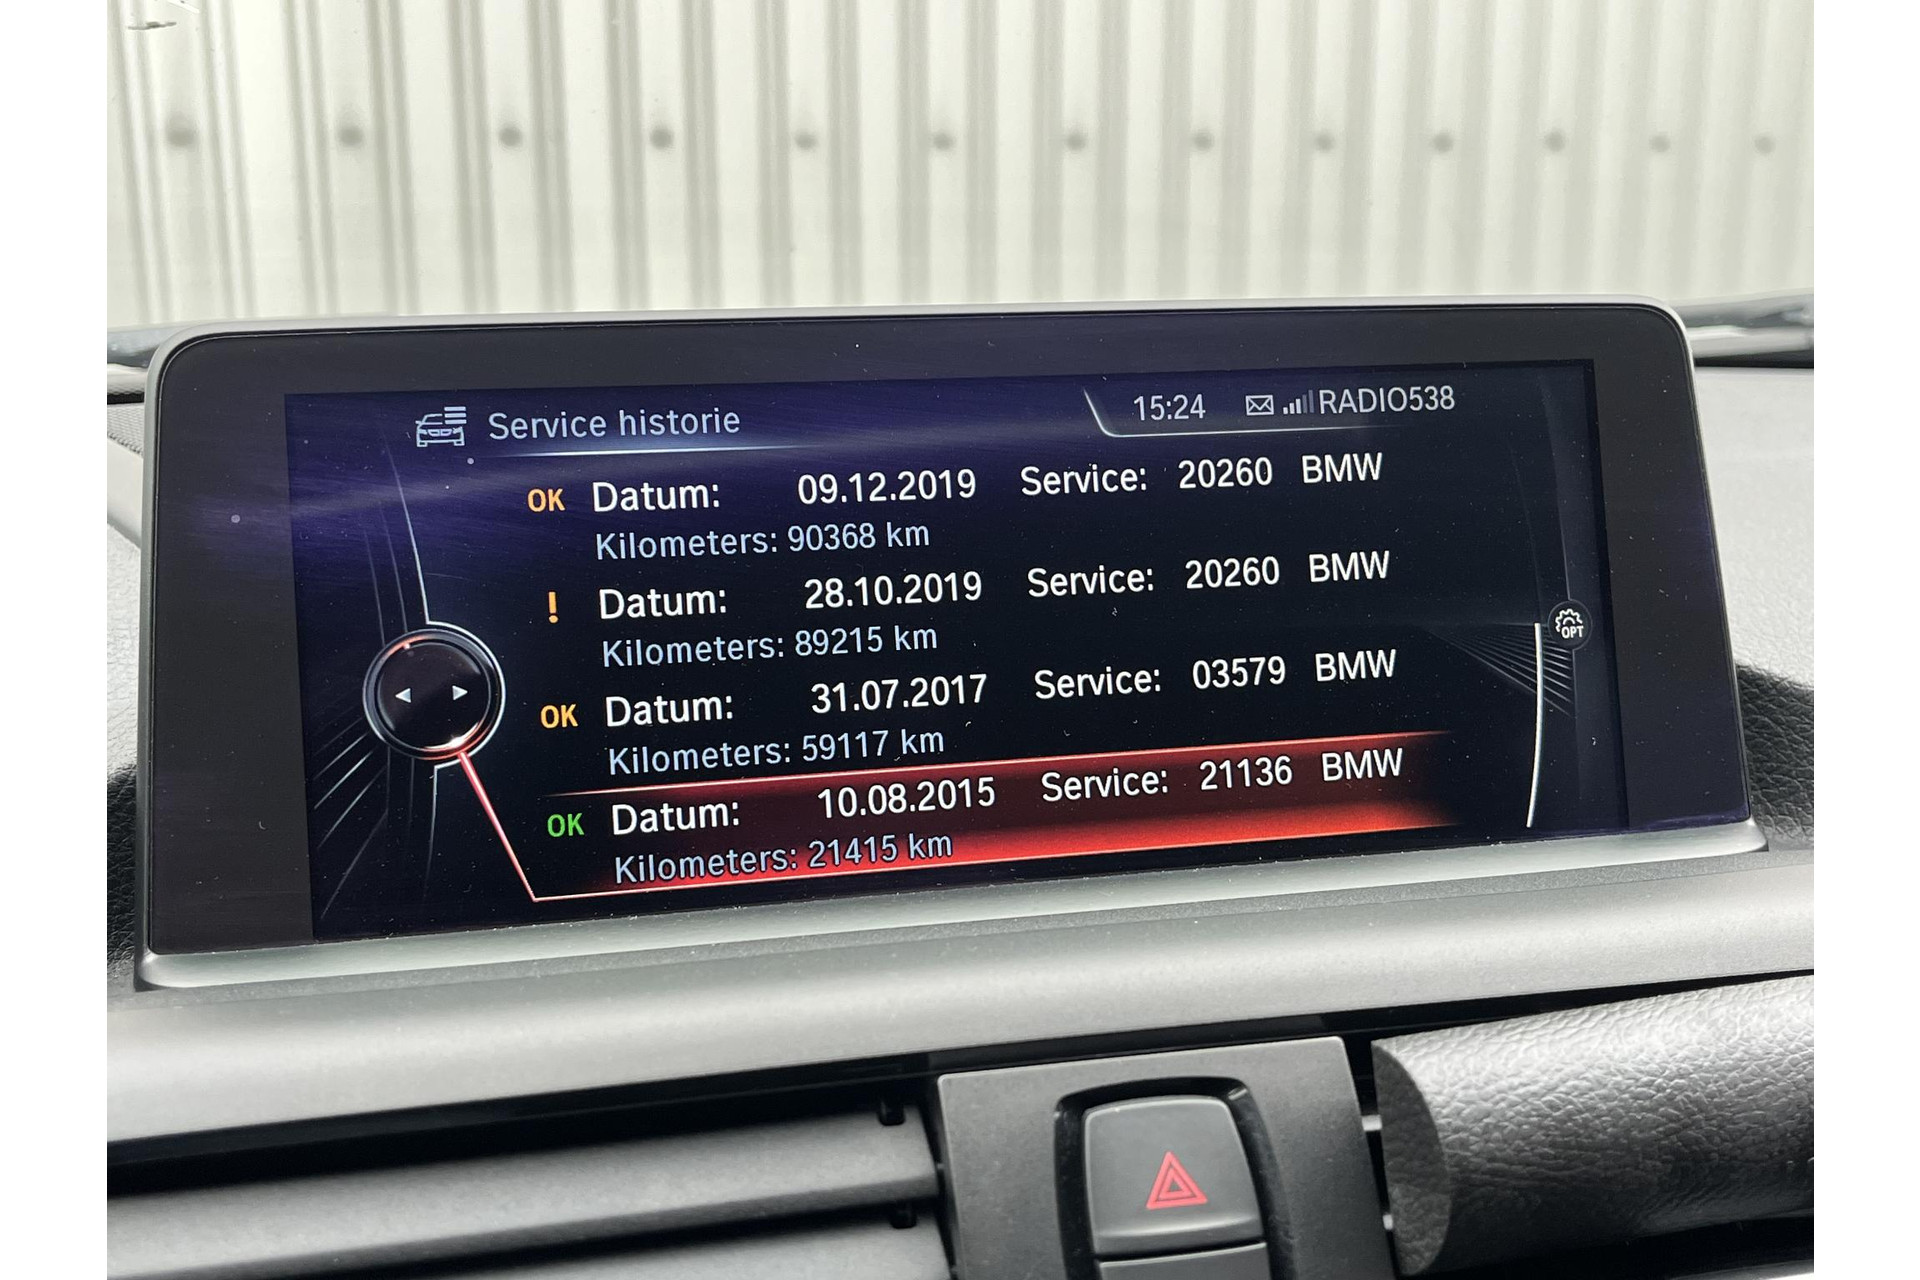 Service historie 15:24 RADIO538
OK Datum: 09.12.2019 Service: 20260 BMW
Kilometers: 90368 km
! Datum: 28.10.2019 Service: 20260 BMW
Kilometers: 89215 km
OK Datum: 31.07.2017 Service: 03579 BMW
Kilometers: 59117 km
OK Datum: 10.08.2015 Service: 21136 BMW
Kilometers: 21415 km
OPT